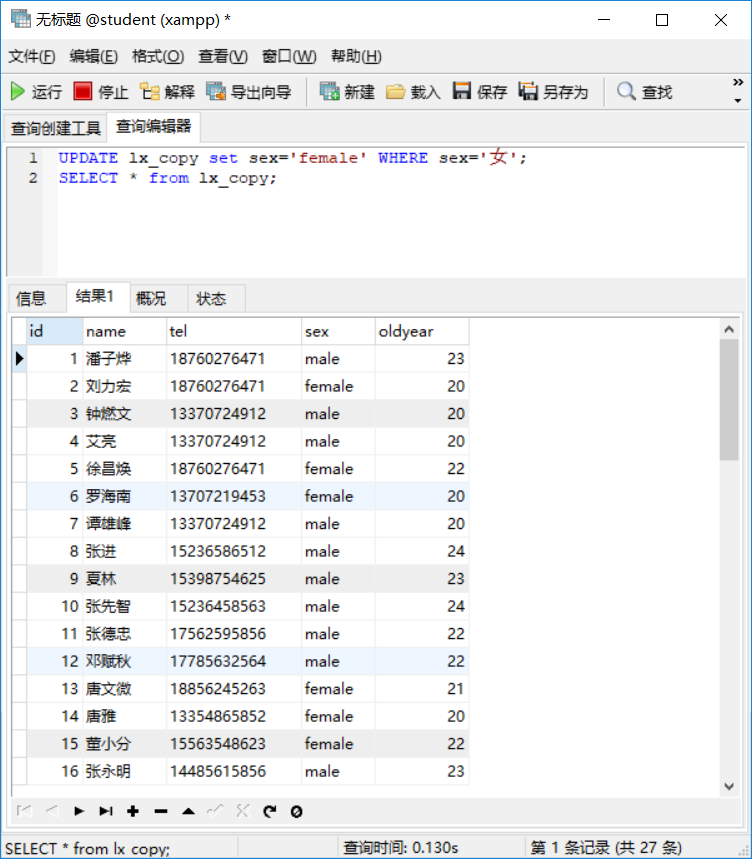 无标题 @student (xampp) *
文件(F) 编辑(E) 格式(O) 查看(V) 窗口(W) 帮助(H)
运行 停止 解释 导出向导 新建 载入 保存 另存为 查找 »
查询创建工具 查询编辑器
1 UPDATE lx_copy set sex='female' WHERE sex='女';
2 SELECT * from lx_copy;
信息 结果1 概况 状态
id name tel sex oldyear
1 潘子烨 18760276471 male 23
2 刘力宏 18760276471 female 20
3 钟燃文 13370724912 male 20
4 艾亮 13370724912 male 20
5 徐昌焕 18760276471 female 22
6 罗海南 13707219453 female 20
7 谭雄峰 13370724912 male 20
8 张进 15236586512 male 24
9 夏林 15398754625 male 23
10 张先智 15236458563 male 24
11 张德忠 17562595856 male 22
12 邓赋秋 17785632564 male 22
13 唐文微 18856245263 female 21
14 唐雅 13354865852 female 20
15 董小分 15563548623 female 22
16 张永明 14485615856 male 23
SELECT * from lx_copy; 查询时间: 0.130s 第 1 条记录 (共 27 条)